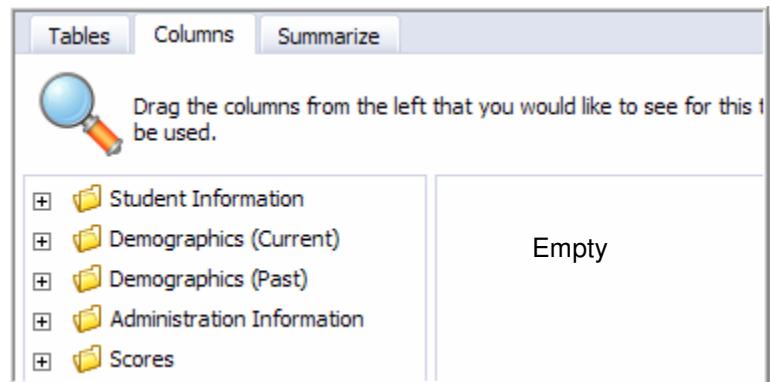 Tables Columns Summarize
Drag the columns from the left that you would like to see for this
be used.
Student Information
Demographics (Current)
Empty
Demographics (Past)
Administration Information
Scores